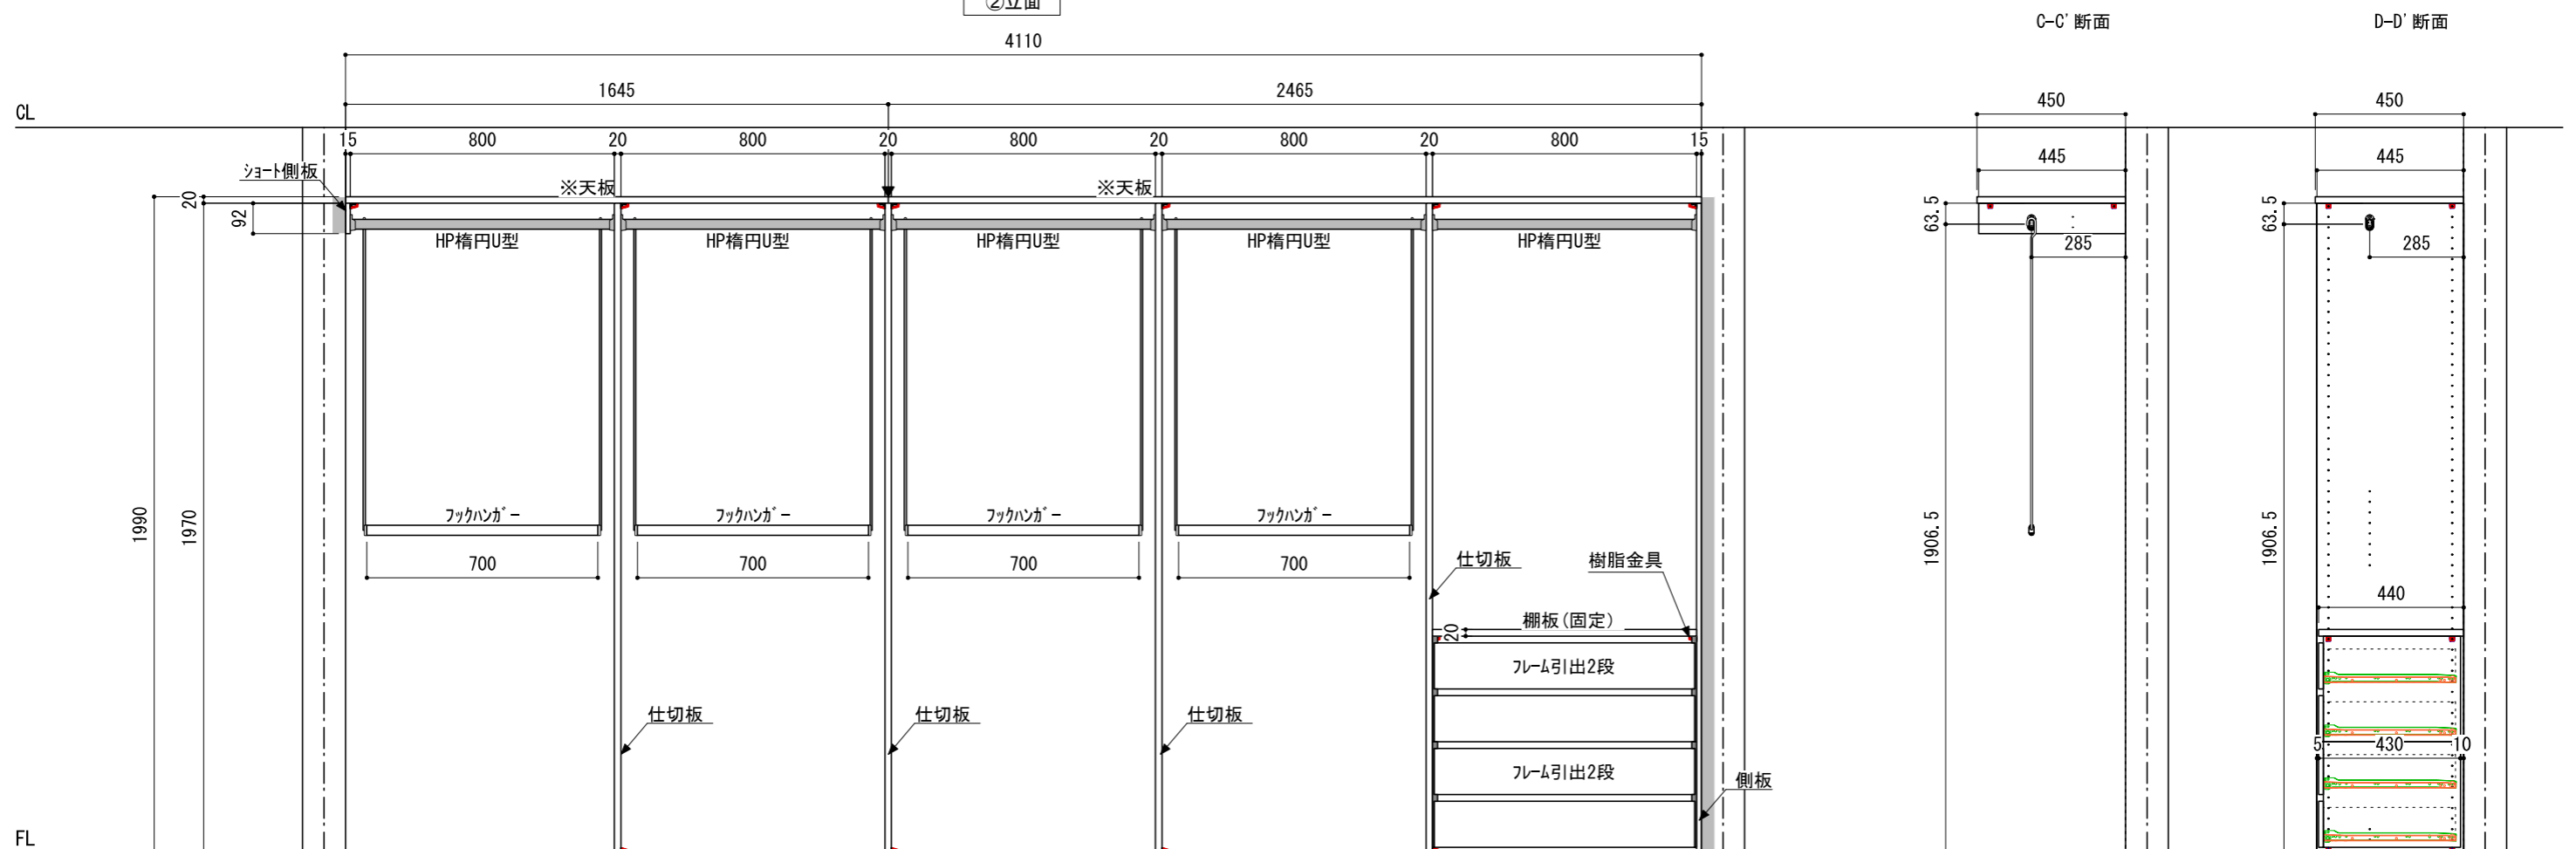 ②立面
C-C' 断面
D-D' 断面
4110
1645
2465
450
450
CL
15
800
20
800
20
800
20
800
20
800
15
445
445
ｼｮｰﾄ側板
※天板
※天板
20
92
63.5
63.5
HP楕円U型
HP楕円U型
HP楕円U型
HP楕円U型
HP楕円U型
285
285
1990
1970
ﾌｯｸﾊﾝｶﾞｰ
ﾌｯｸﾊﾝｶﾞｰ
ﾌｯｸﾊﾝｶﾞｰ
ﾌｯｸﾊﾝｶﾞｰ
1906.5
1906.5
700
700
700
700
仕切板
樹脂金具
440
20
棚板(固定)
ﾌﾚｰﾑ引出2段
仕切板
仕切板
仕切板
5
430
10
ﾌﾚｰﾑ引出2段
側板
FL